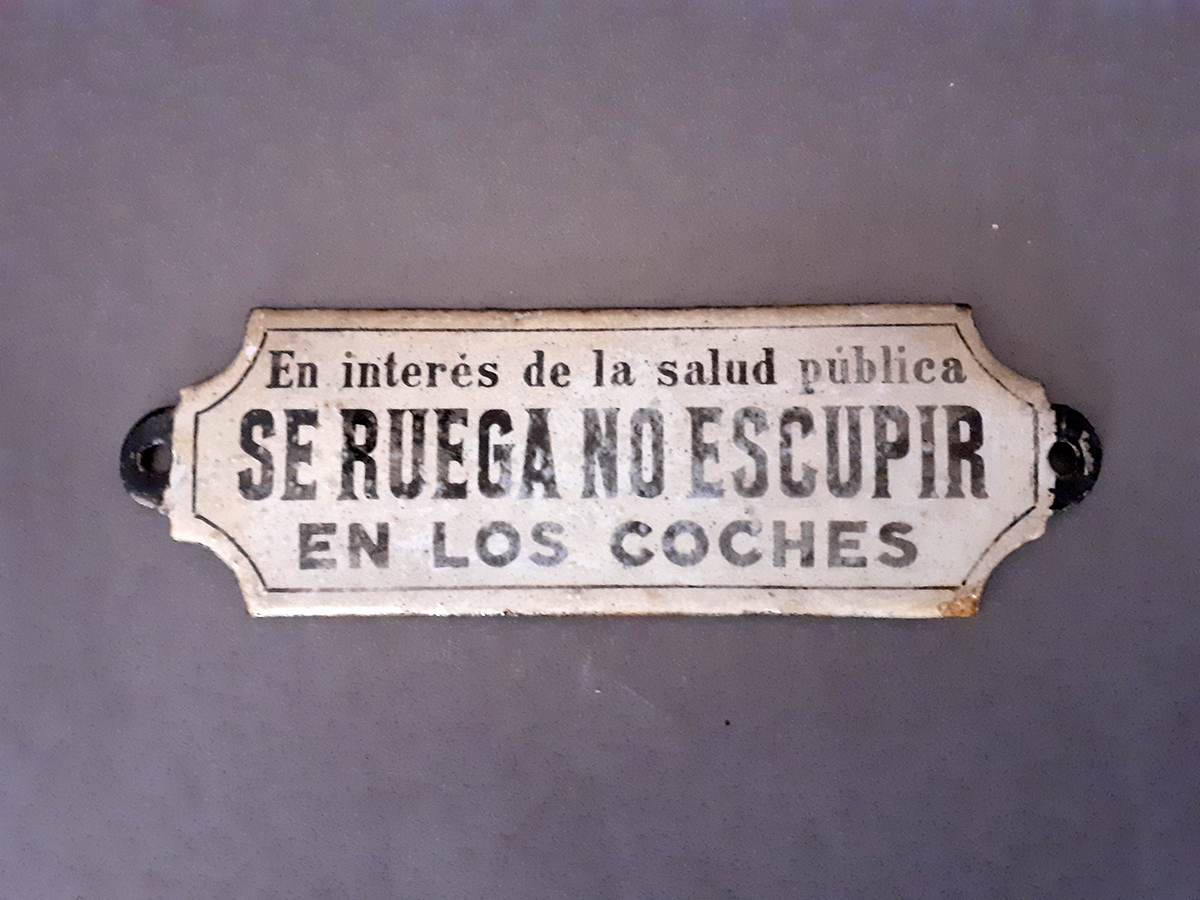 En interés de la salud pública
SE RUEGA NO ESCUPIR
EN LOS COCHES